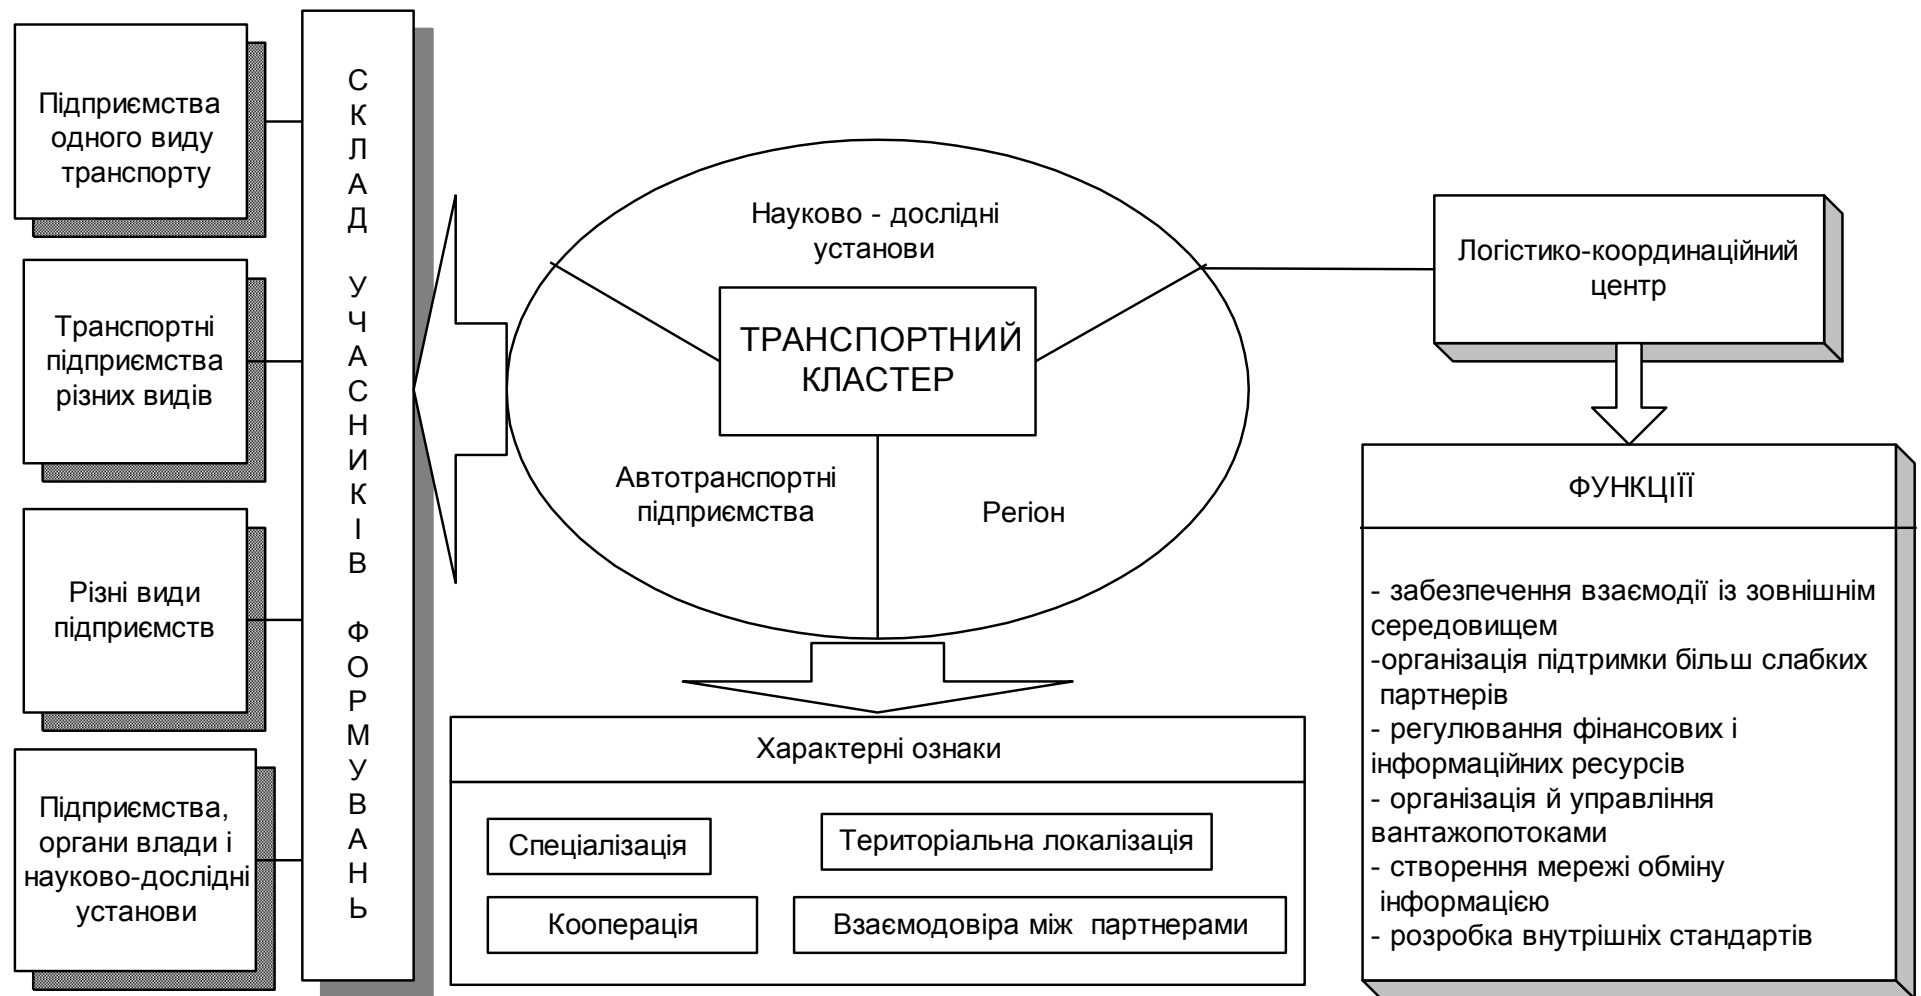 Підприємства
одного виду
транспорту
Транспортні
підприємства
різних видів
Різні види
підприємств
Підприємства,
органи влади і
науково-дослідні
установи
СКЛАД УЧАСНИКІВ ФОРМУВАНЬ
Науково - дослідні
установи
ТРАНСПОРТНИЙ
КЛАСТЕР
Автотранспортні
підприємства
Регіон
Характерні ознаки
Спеціалізація
Територіальна локалізація
Кооперація
Взаємодовіра між партнерами
Логістико-координаційний
центр
ФУНКЦІЇЇ
- забезпечення взаємодії із зовнішнім
середовищем
-організація підтримки більш слабких
партнерів
- регулювання фінансових і
інформаційних ресурсів
- організація й управління
вантажопотоками
- створення мережі обміну
інформацією
- розробка внутрішніх стандартів